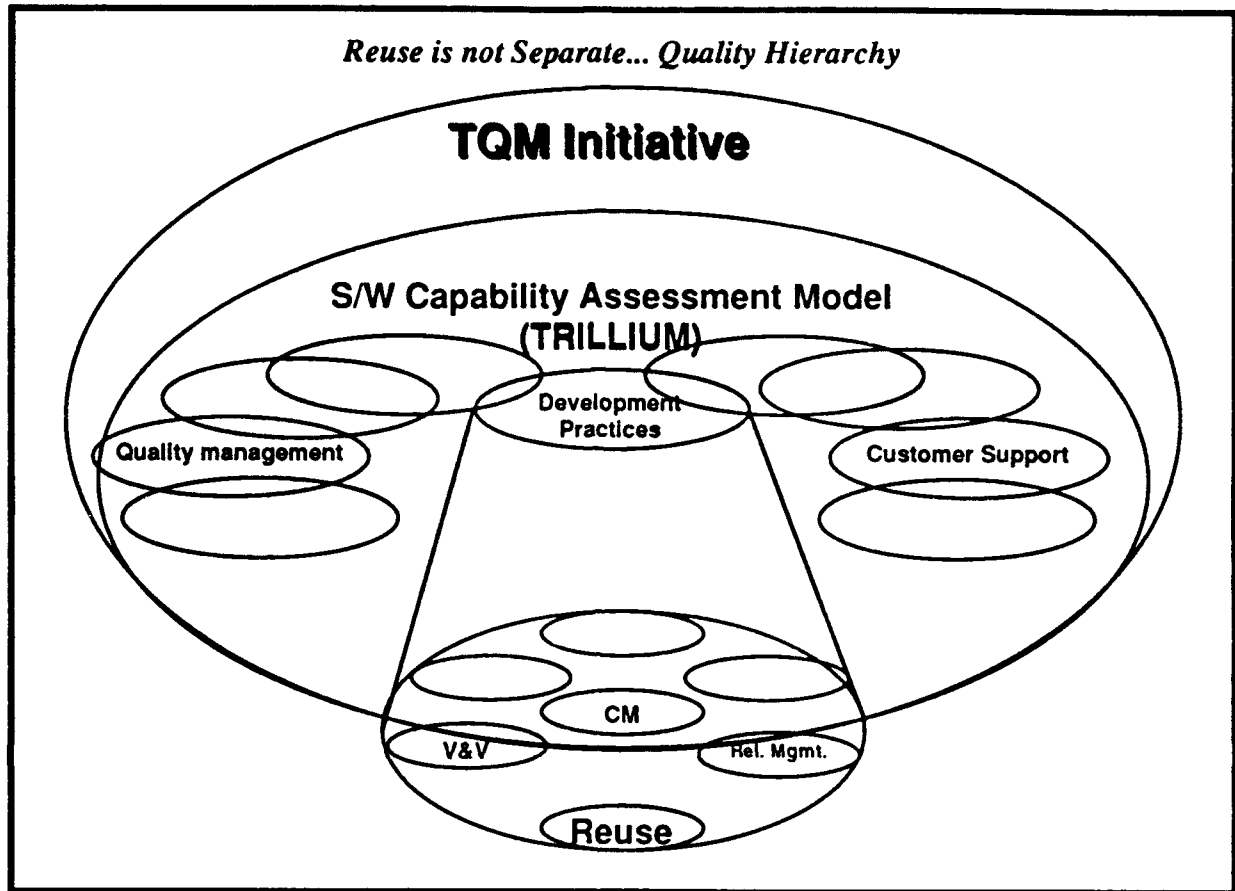 Reuse is not Separate... Quality Hierarchy
TQM Initiative
S/W Capability Assessment Model
(TRILLIUM)
Development
Practices
Quality management
Customer Support
CM
V&V
Rel. Mgmt.
Reuse